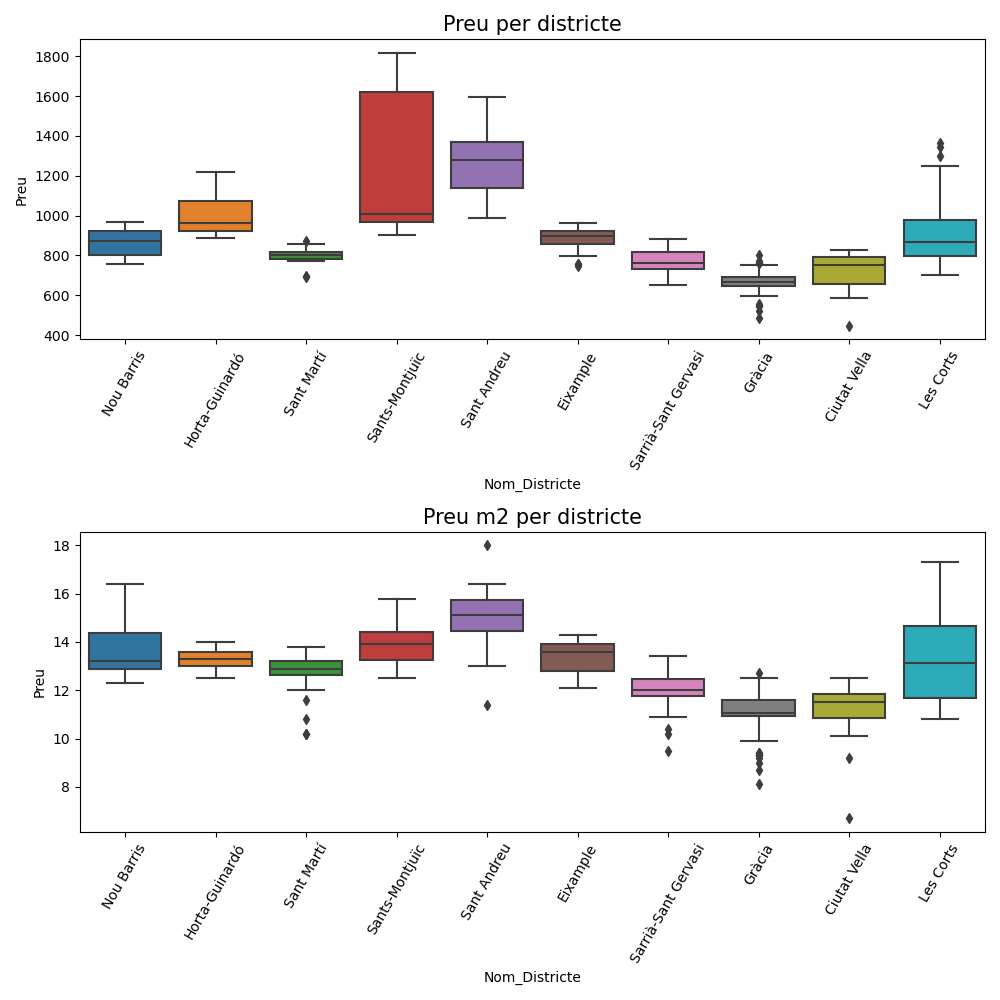 Preu per districte
1800
1600
1400
1200
1000
800
600
400
Preu
Nou Barris
Horta-Guinardó
Sant Martí
Sants-Montjuïc
Sant Andreu
Eixample
Sarrià-Sant Gervasi
Gràcia
Ciutat Vella
Les Corts
Nom_Districte
Preu m2 per districte
18
16
14
12
10
8
Preu
Nou Barris
Horta-Guinardó
Sant Martí
Sants-Montjuïc
Sant Andreu
Eixample
Sarrià-Sant Gervasi
Gràcia
Ciutat Vella
Les Corts
Nom_Districte